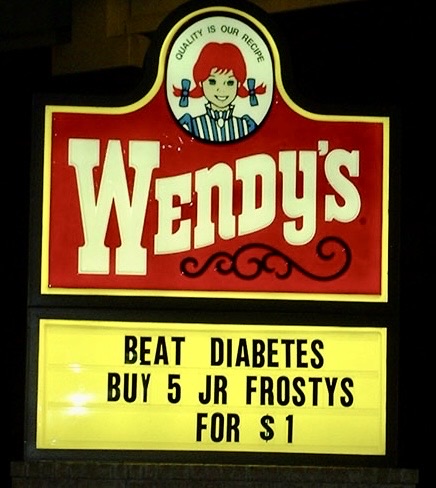 QUALITY IS OUR RECIPE
WENDY'S
BEAT DIABETES
BUY 5 JR FROSTYS
FOR $1